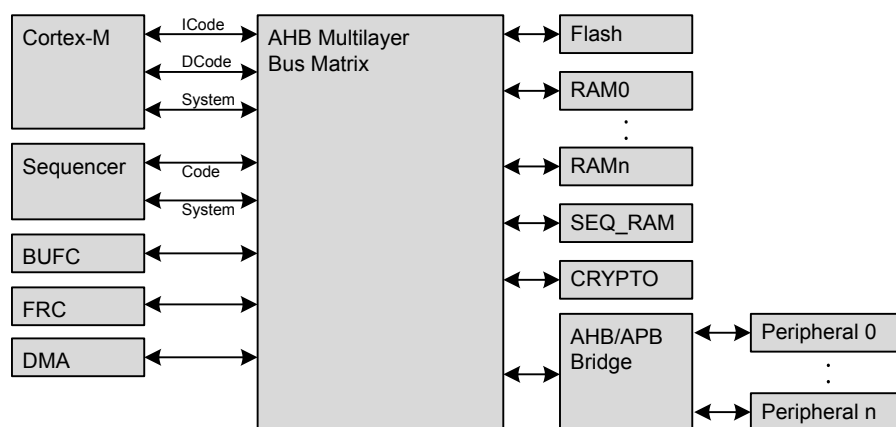 Cortex-M
ICode
DCode
System
Sequencer
Code
System
BUFC
FRC
DMA
AHB Multilayer
Bus Matrix
Flash
RAM0
:
RAMn
SEQ_RAM
CRYPTO
AHB/APB
Bridge
Peripheral 0
:
Peripheral n